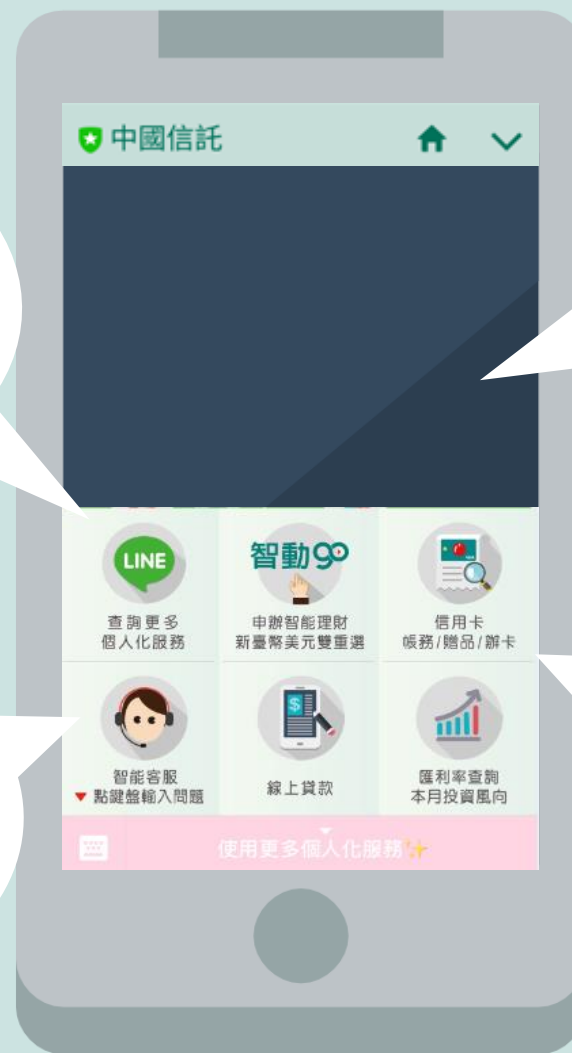 中國信託
LINE
查詢更多
個人化服務
智動GO
申辦智能理財
新臺幣美元雙重選
信用卡
帳務/贈品/辦卡
智能客服
▼ 點鍵盤輸入問題
$
線上貸款
匯利率查詢
本月投資風向
使用更多個人化服務✨